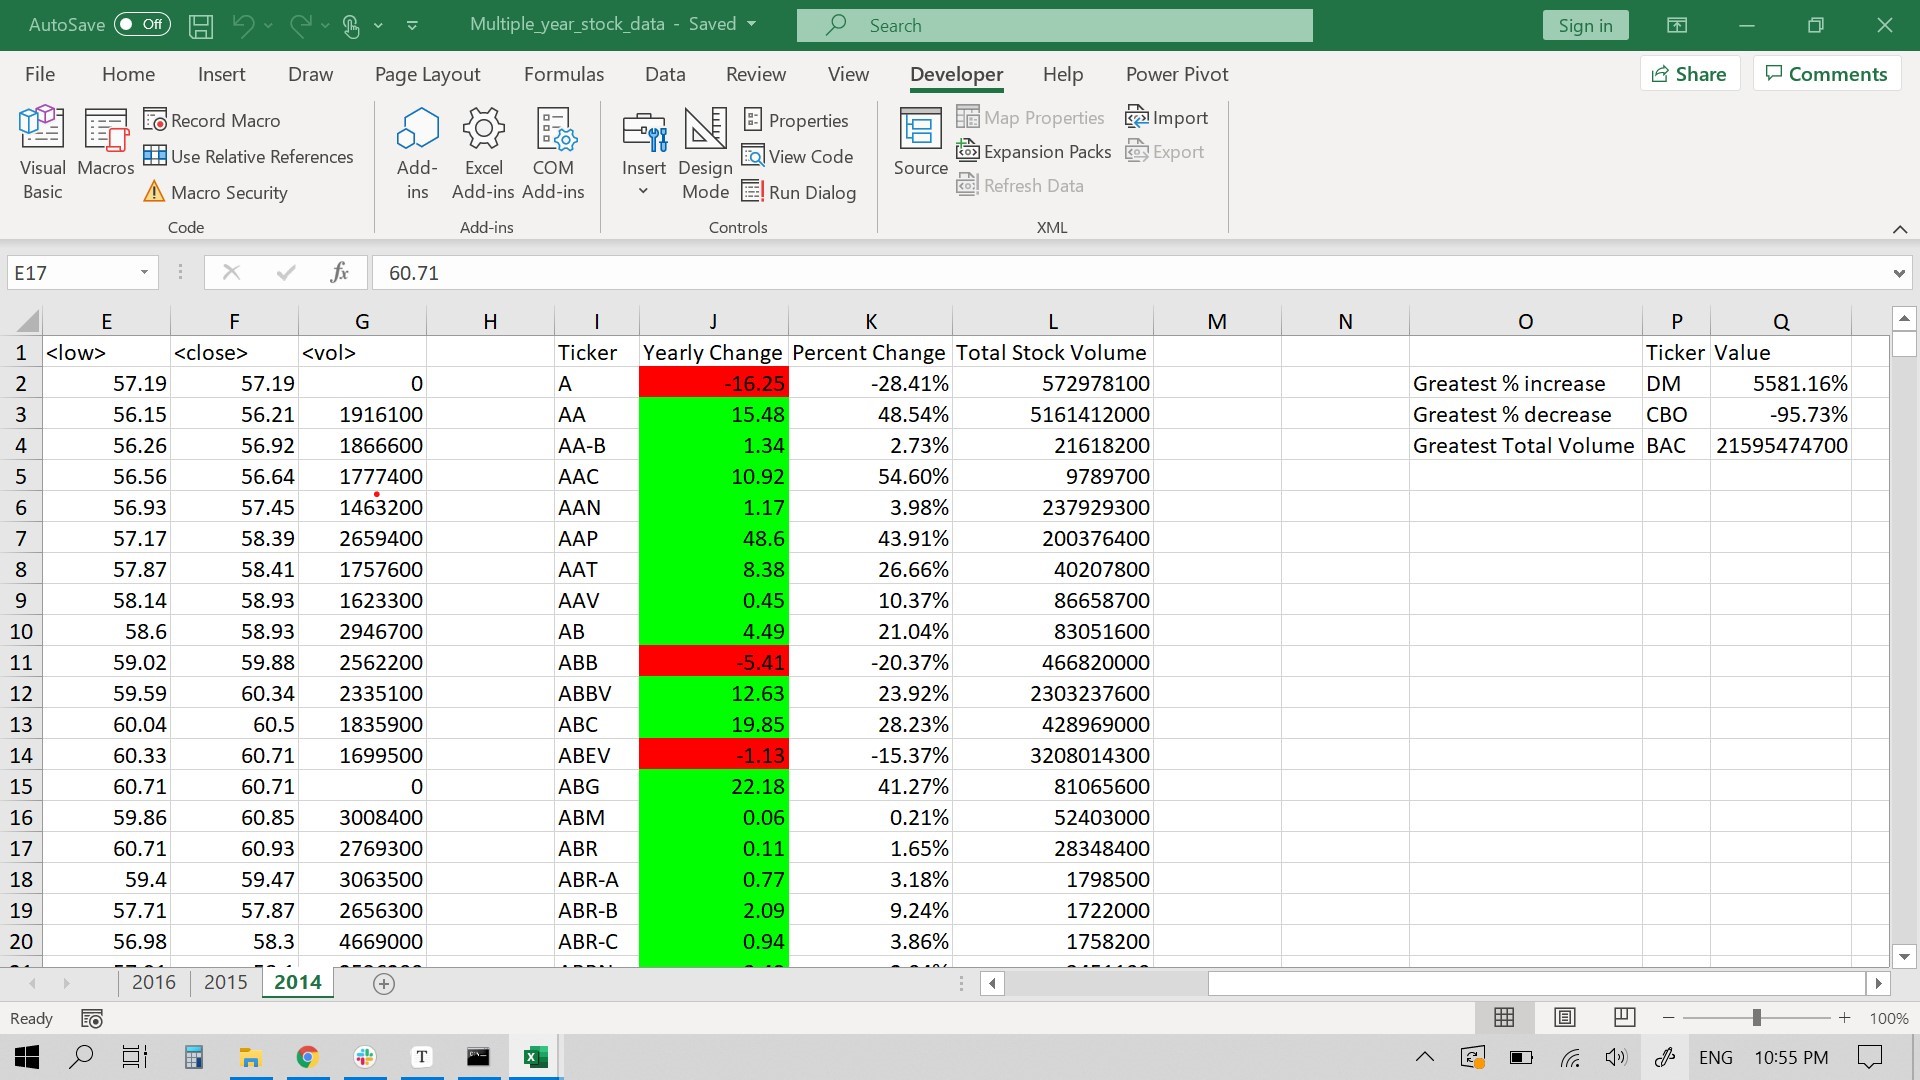 AutoSave Off Multiple_year_stock_data - Saved Search Sign in
File Home Insert Draw Page Layout Formulas Data Review View Developer Help Power Pivot Share Comments
Visual Basic
Macros
Record Macro
Use Relative References
Macro Security
Code
Add-ins
Excel Add-ins
COM Add-ins
Add-ins
Insert
Design Mode
Properties
View Code
Run Dialog
Controls
Source
Map Properties
Expansion Packs
Refresh Data
Import
Export
XML
E17 fx 60.71
E F G H I J K L M N O P Q
1 <low> <close> <vol> Ticker Yearly Change Percent Change Total Stock Volume Ticker Value
2 57.19 57.19 0 A -16.25 -28.41% 572978100 Greatest % increase DM 5581.16%
3 56.15 56.21 1916100 AA 15.48 48.54% 5161412000 Greatest % decrease CBO -95.73%
4 56.26 56.92 1866600 AA-B 1.34 2.73% 21618200 Greatest Total Volume BAC 21595474700
5 56.56 56.64 1777400 AAC 10.92 54.60% 9789700
6 56.93 57.45 1463200 AAN 1.17 3.98% 237929300
7 57.17 58.39 2659400 AAP 48.6 43.91% 200376400
8 57.87 58.41 1757600 AAT 8.38 26.66% 40207800
9 58.14 58.93 1623300 AAV 0.45 10.37% 86658700
10 58.6 58.93 2946700 AB 4.49 21.04% 83051600
11 59.02 59.88 2562200 ABB -5.41 -20.37% 466820000
12 59.59 60.34 2335100 ABBV 12.63 23.92% 2303237600
13 60.04 60.5 1835900 ABC 19.85 28.23% 428969000
14 60.33 60.71 1699500 ABEV -1.13 -15.37% 3208014300
15 60.71 60.71 0 ABG 22.18 41.27% 81065600
16 59.86 60.85 3008400 ABM 0.06 0.21% 52403000
17 60.71 60.93 2769300 ABR 0.11 1.65% 28348400
18 59.4 59.47 3063500 ABR-A 0.77 3.18% 1798500
19 57.71 57.87 2656300 ABR-B 2.09 9.24% 1722000
20 56.98 58.3 4669000 ABR-C 0.94 3.86% 1758200
2016 2015 2014
Ready 100%
T ENG 10:55 PM